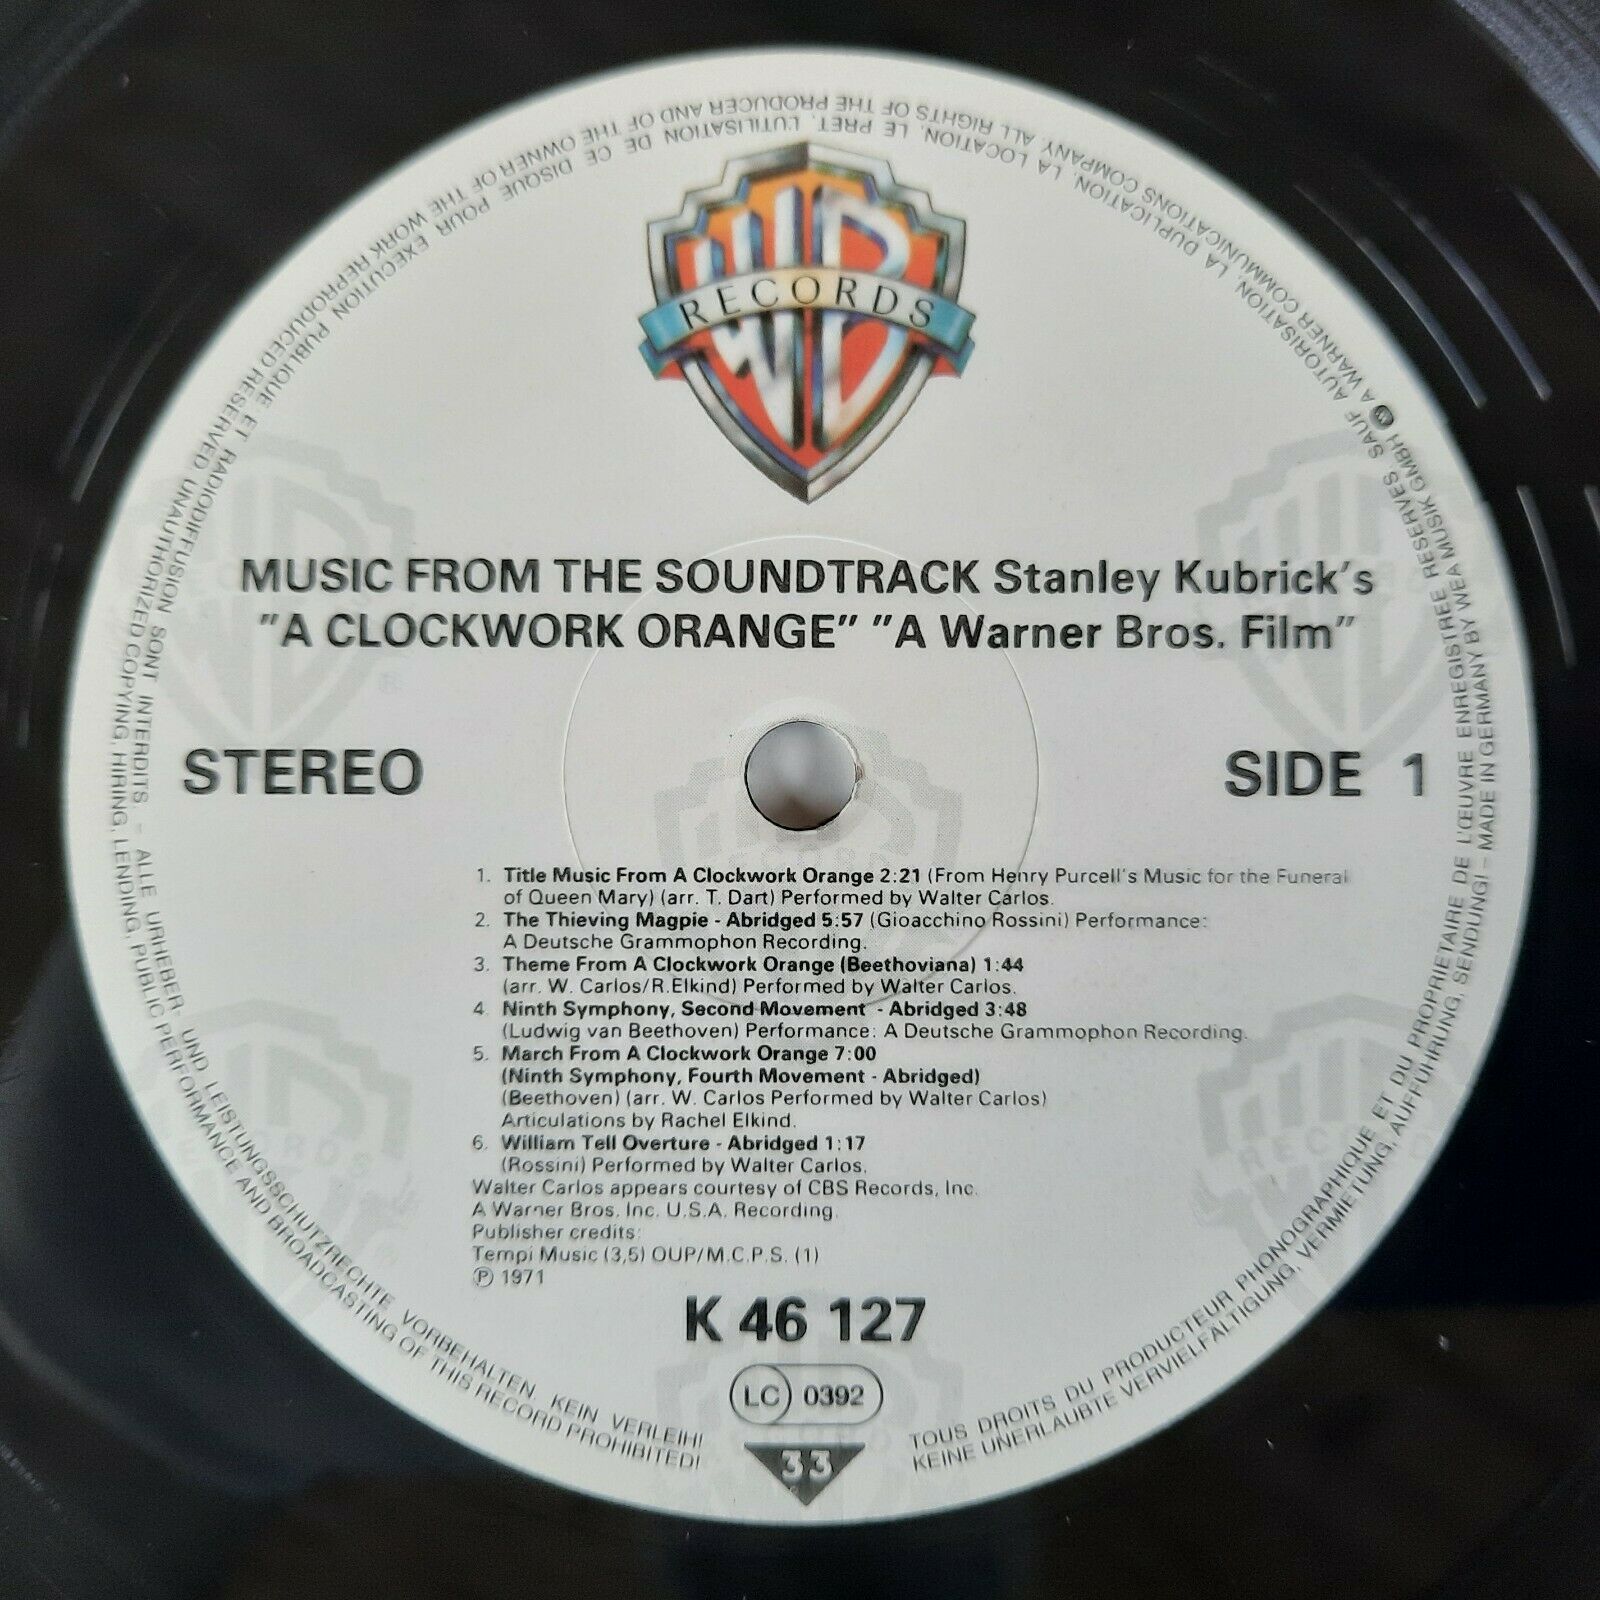 WB
RECORDS
MUSIC FROM THE SOUNDTRACK Stanley Kubrick's
"A CLOCKWORK ORANGE" "A Warner Bros. Film"
STEREO
SIDE 1
1. Title Music From A Clockwork Orange 2:21 (From Henry Purcell's Music for the Funeral
of Queen Mary) (arr. T. Dart) Performed by Walter Carlos.
2. The Thieving Magpie - Abridged 5:57 (Gioacchino Rossini) Performance:
A Deutsche Grammophon Recording.
3. Theme From A Clockwork Orange (Beethoviana) 1:44
(arr. W. Carlos/R.Elkind) Performed by Walter Carlos.
4. Ninth Symphony, Second Movement - Abridged 3:48
(Ludwig van Beethoven) Performance: A Deutsche Grammophon Recording.
5. March From A Clockwork Orange 7:00
(Ninth Symphony, Fourth Movement - Abridged)
(Beethoven) (arr. W. Carlos Performed by Walter Carlos)
Articulations by Rachel Elkind.
6. William Tell Overture - Abridged 1:17
(Rossini) Performed by Walter Carlos.
Walter Carlos appears courtesy of CBS Records, Inc.
A Warner Bros. Inc. U.S.A. Recording.
Publisher credits:
Tempi Music (3,5) OUP/M.C.P.S. (1)
℗ 1971
K 46 127
LC 0392
33
TOUS DROITS DU PRODUCTEUR PHONOGRAPHIQUE ET DU PROPRIETAIRE DE L'ŒUVRE ENREGISTREE RESERVES. SAUF AUTORISATION, LA DUPLICATION, LA LOCATION, LE PRET, L'UTILISATION DE CE DISQUE POUR EXECUTION PUBLIQUE ET RADIODIFFUSION SONT INTERDITS. - ALLE URHEBER- UND LEISTUNGSSCHUTZRECHTE VORBEHALTEN. KEIN VERLEIH!
KEINE UNERLAUBTE VERVIELFÄLTIGUNG, VERMIETUNG, AUFFÜHRUNG, SENDUNG! - MADE IN GERMANY BY WEA MUSIK GMBH A WARNER COMMUNICATIONS COMPANY. ALL RIGHTS OF THE PRODUCER AND OF THE OWNER OF THE WORK REPRODUCED RESERVED. UNAUTHORIZED COPYING, HIRING, LENDING, PUBLIC PERFORMANCE AND BROADCASTING OF THIS RECORD PROHIBITED!